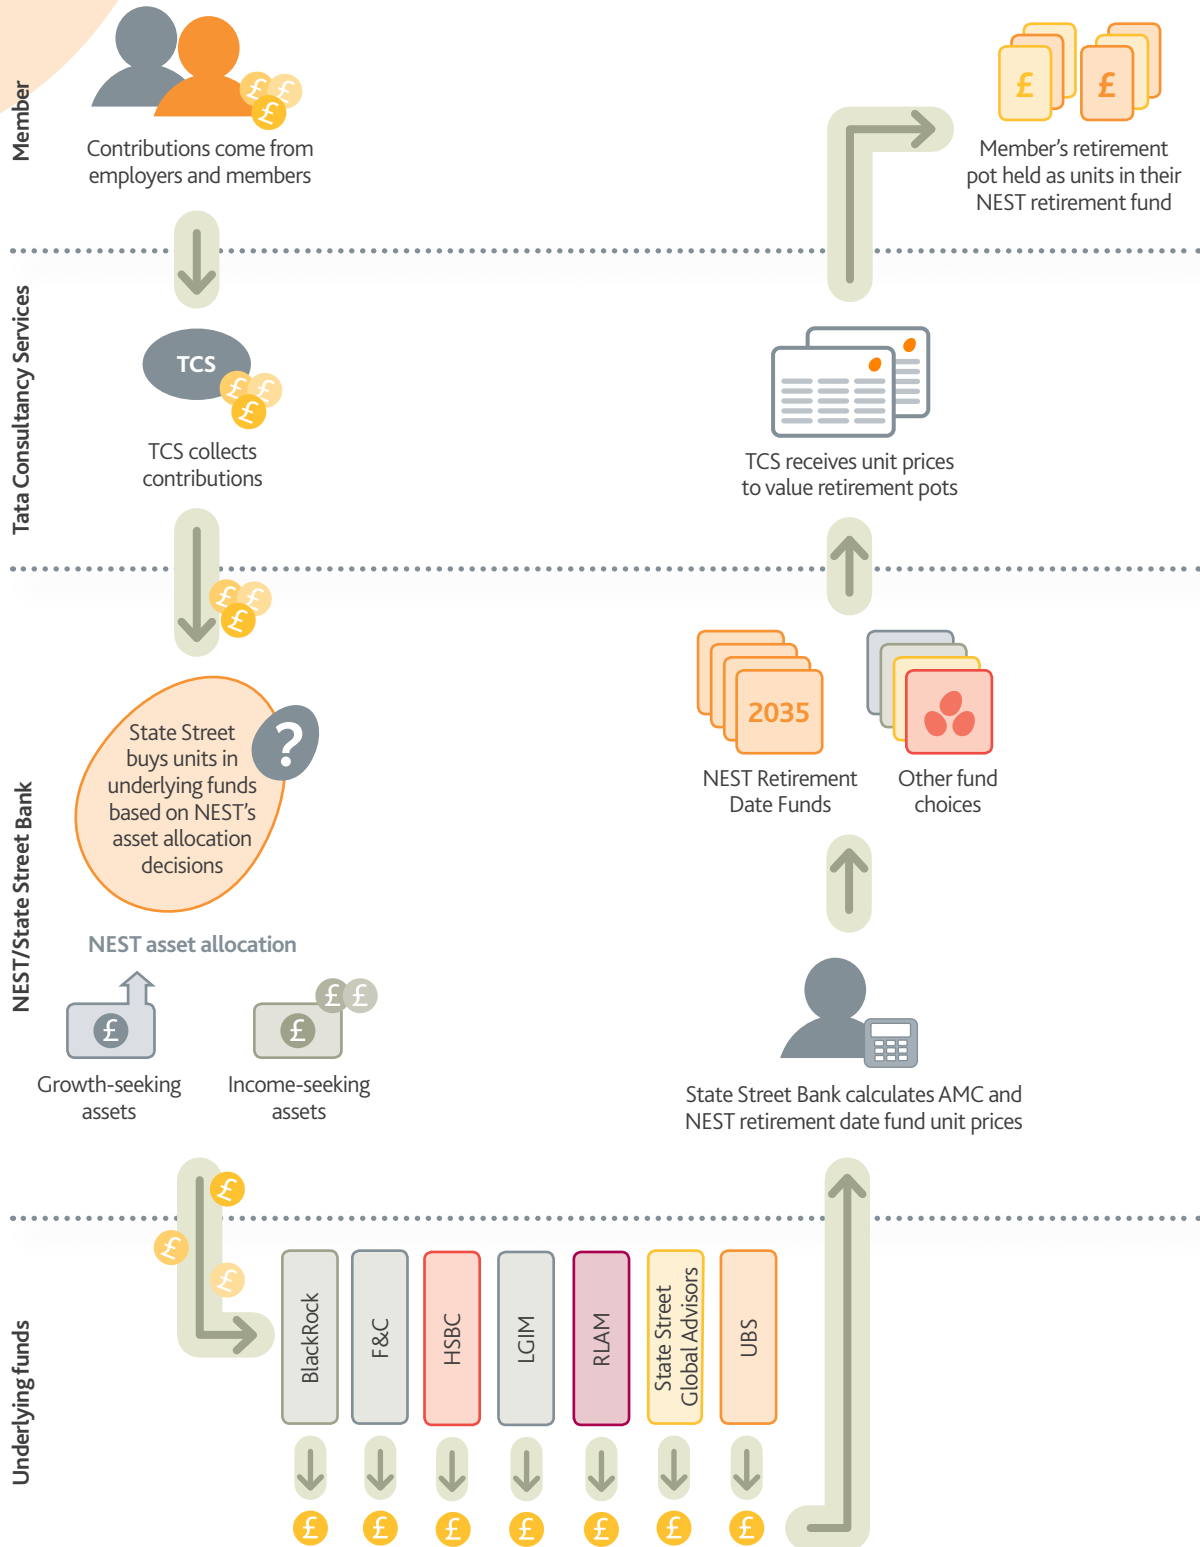 Member
£ £
£
Contributions come from
employers and members
£
£
Member's retirement
pot held as units in their
NEST retirement fund
Tata Consultancy Services
TCS
£ £
£
TCS collects
contributions
TCS receives unit prices
to value retirement pots
£ £
£
NEST/State Street Bank
State Street
buys units in
underlying funds
based on NEST's
asset allocation
decisions
?
2035
NEST Retirement
Date Funds
Other fund
choices
NEST asset allocation
£
£
£ £
Growth-seeking
assets
Income-seeking
assets
State Street Bank calculates AMC and
NEST retirement date fund unit prices
£
£
£
Underlying funds
BlackRock
F&C
HSBC
LGIM
RLAM
State Street
Global Advisors
UBS
£ £ £ £ £ £ £